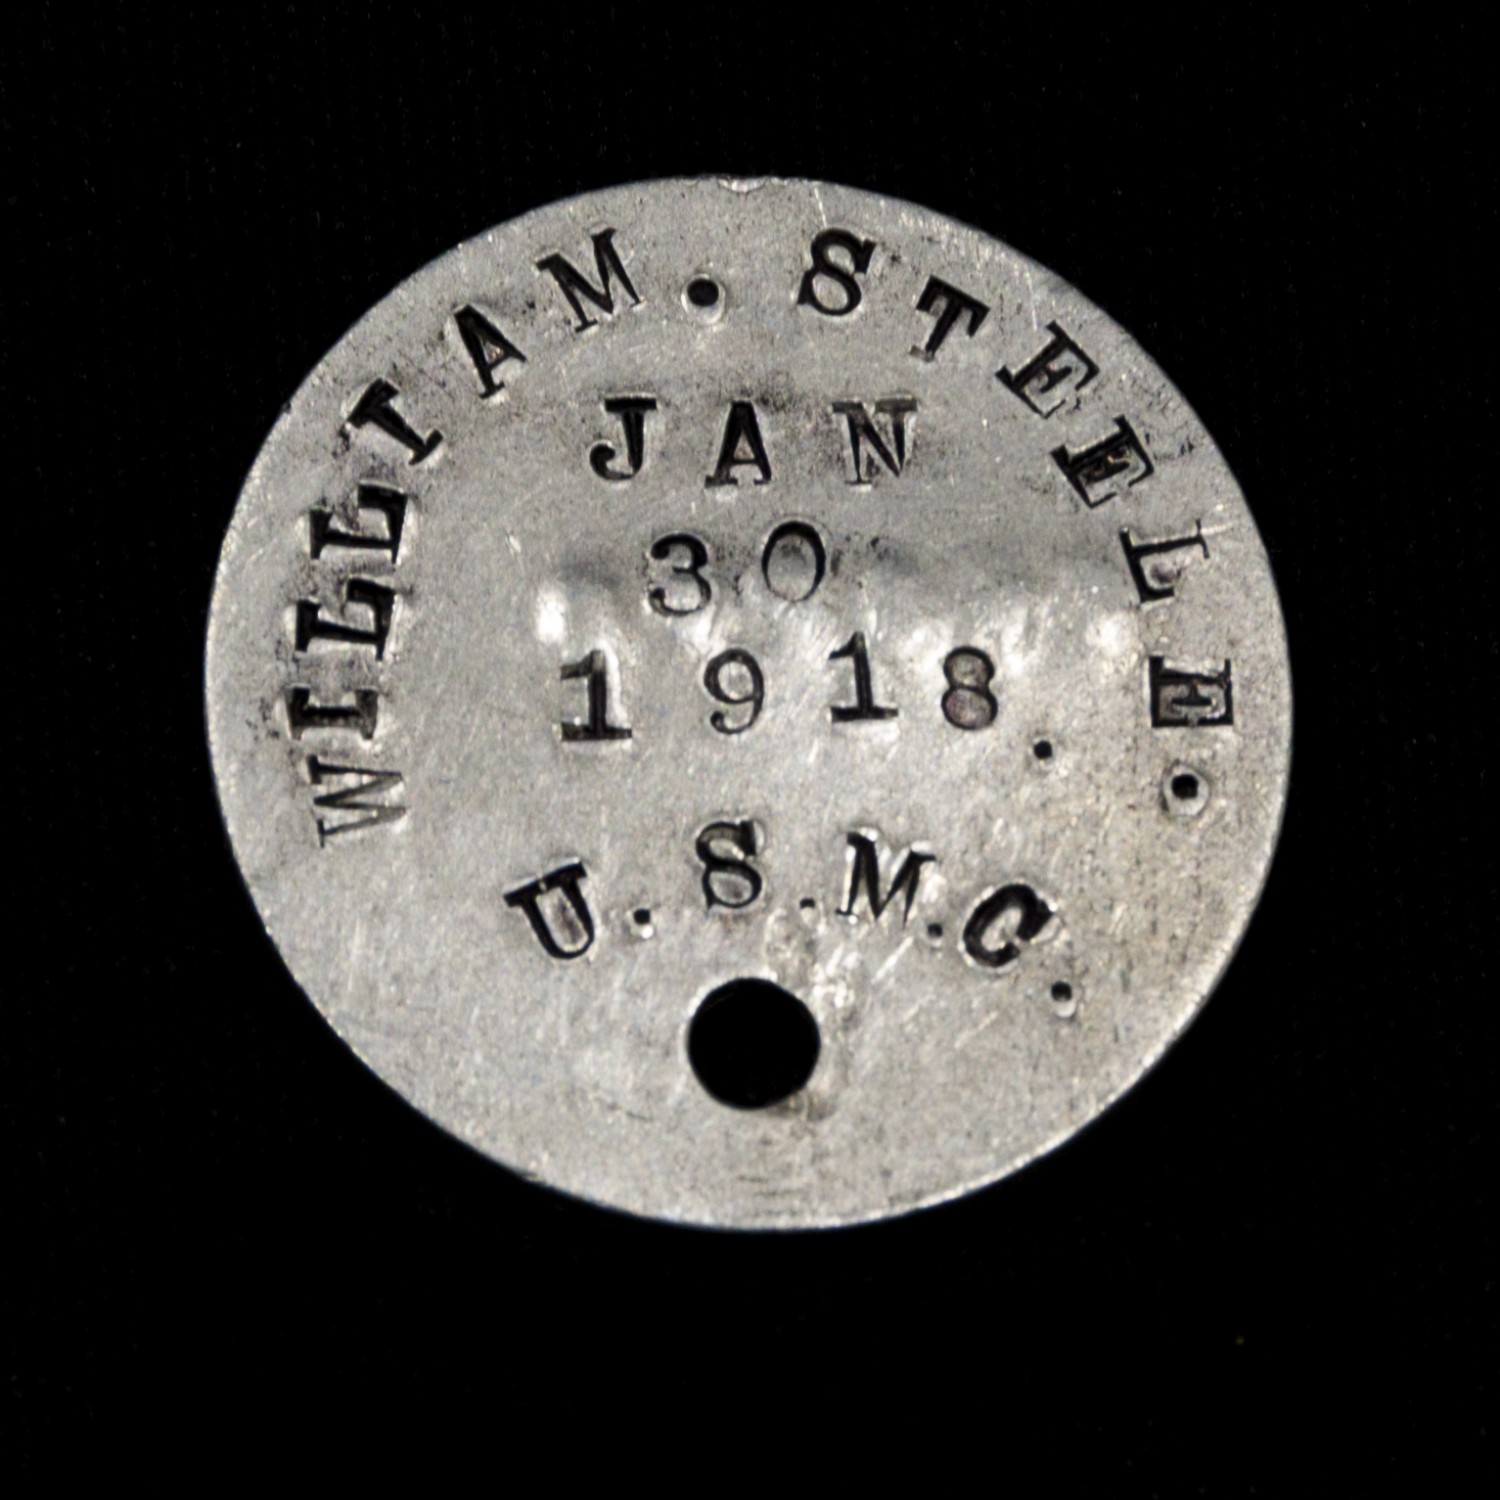 WILLIAM. STEELE.
JAN
30
1918.
U.S.M.C.